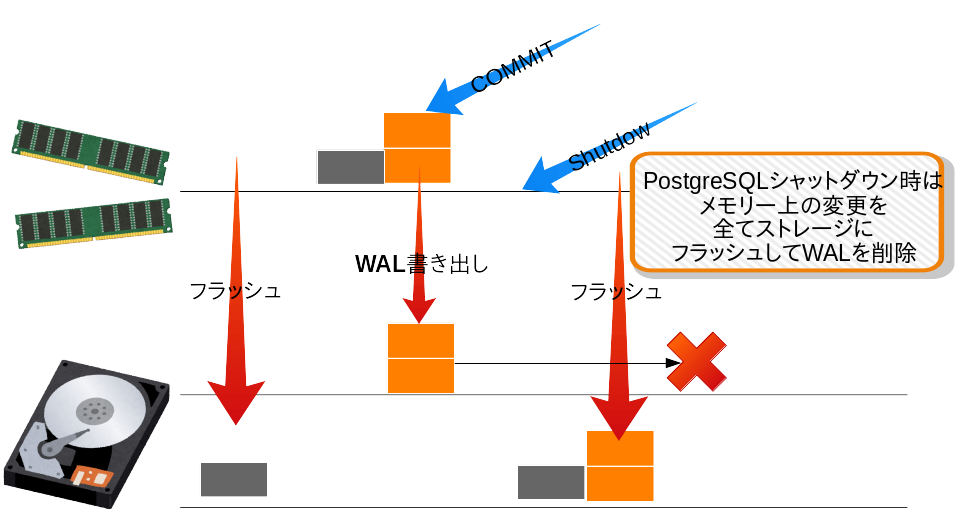 COMMIT
Shutdow
PostgreSQLシャットダウン時は
メモリー上の変更を
全てストレージに
フラッシュしてWALを削除
WAL書き出し
フラッシュ
フラッシュ